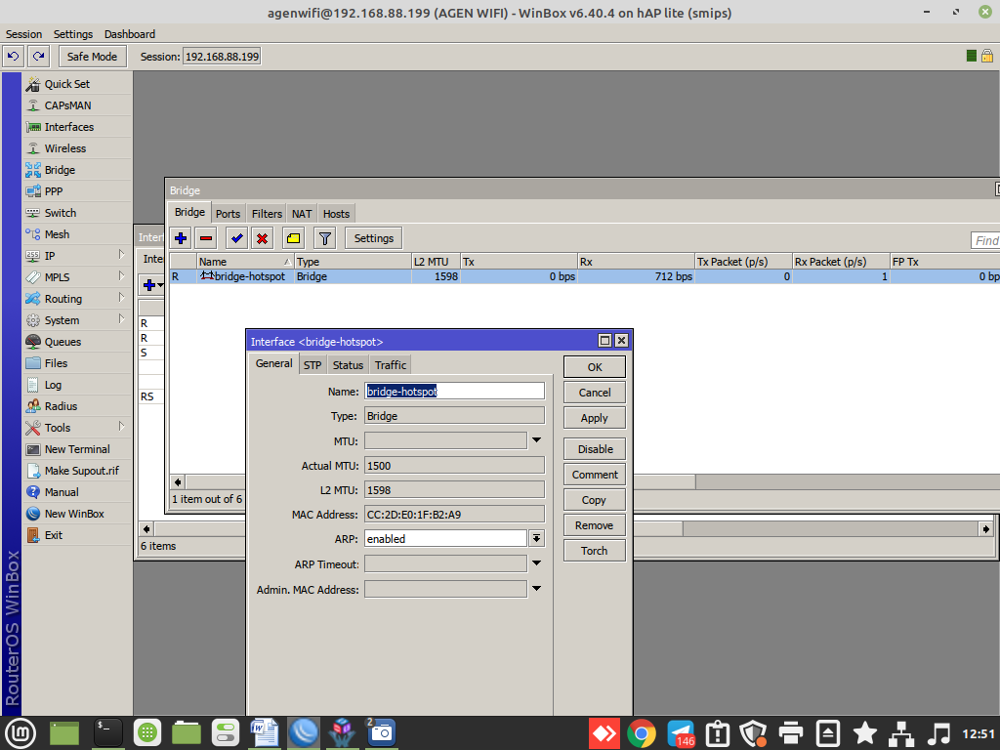 agenwifi@192.168.88.199 (AGEN WIFI) - WinBox v6.40.4 on hAP lite (smips)
Session Settings Dashboard
Safe Mode Session: 192.168.88.199
Quick Set
CAPsMAN
Interfaces
Wireless
Bridge
PPP
Switch
Mesh
IP
MPLS
Routing
System
Queues
Files
Log
Radius
Tools
New Terminal
Make Supout.rif
Manual
New WinBox
Exit
RouterOS WinBox
Inter
Inte
R
R
S
RS
6 items
Bridge
Bridge Ports Filters NAT Hosts
Settings
Find
Name Type L2 MTU Tx Rx Tx Packet (p/s) Rx Packet (p/s) FP Tx
R bridge-hotspot Bridge 1598 0 bps 712 bps 0 1 0 bp
1 item out of 6
Interface <bridge-hotspot>
General STP Status Traffic
Name: bridge-hotspot
Type: Bridge
MTU:
Actual MTU: 1500
L2 MTU: 1598
MAC Address: CC:2D:E0:1F:B2:A9
ARP: enabled
ARP Timeout:
Admin. MAC Address:
OK
Cancel
Apply
Disable
Comment
Copy
Remove
Torch
2
146
12:51